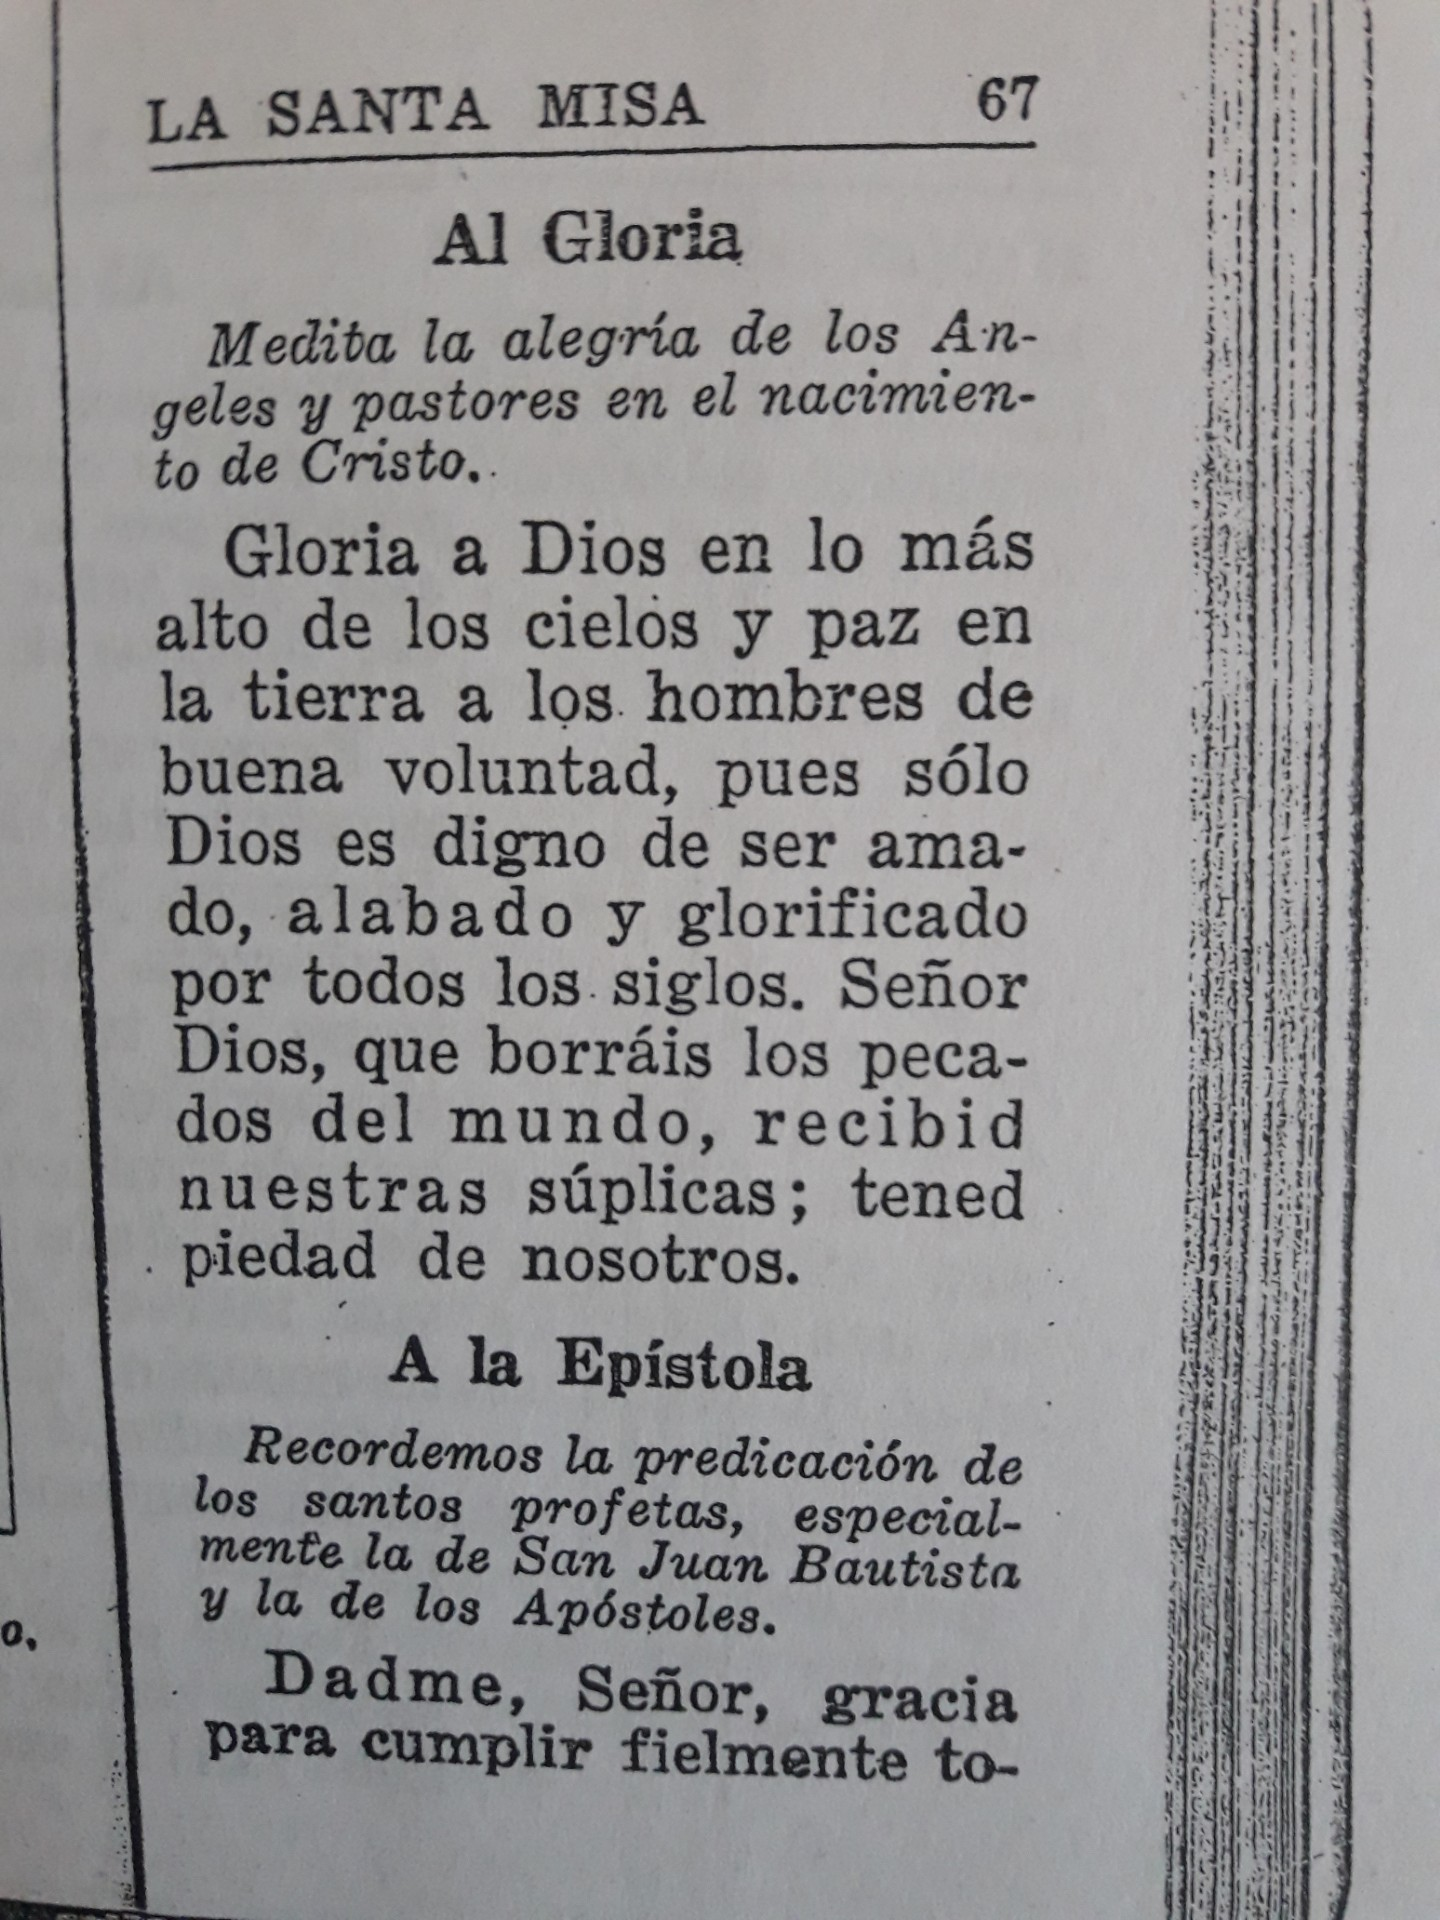 LA SANTA MISA 67
Al Gloria
Medita la alegría de los An-
geles y pastores en el nacimien-
to de Cristo.
Gloria a Dios en lo más
alto de los cielos y paz en
la tierra a los hombres de
buena voluntad, pues sólo
Dios es digno de ser ama-
do, alabado y glorificado
por todos los siglos. Señor
Dios, que borráis los peca-
dos del mundo, recibid
nuestras súplicas; tened
piedad de nosotros.
A la Epístola
Recordemos la predicación de
los santos profetas, especial-
mente la de San Juan Bautista
y la de los Apóstoles.
Dadme, Señor, gracia
para cumplir fielmente to-
o.